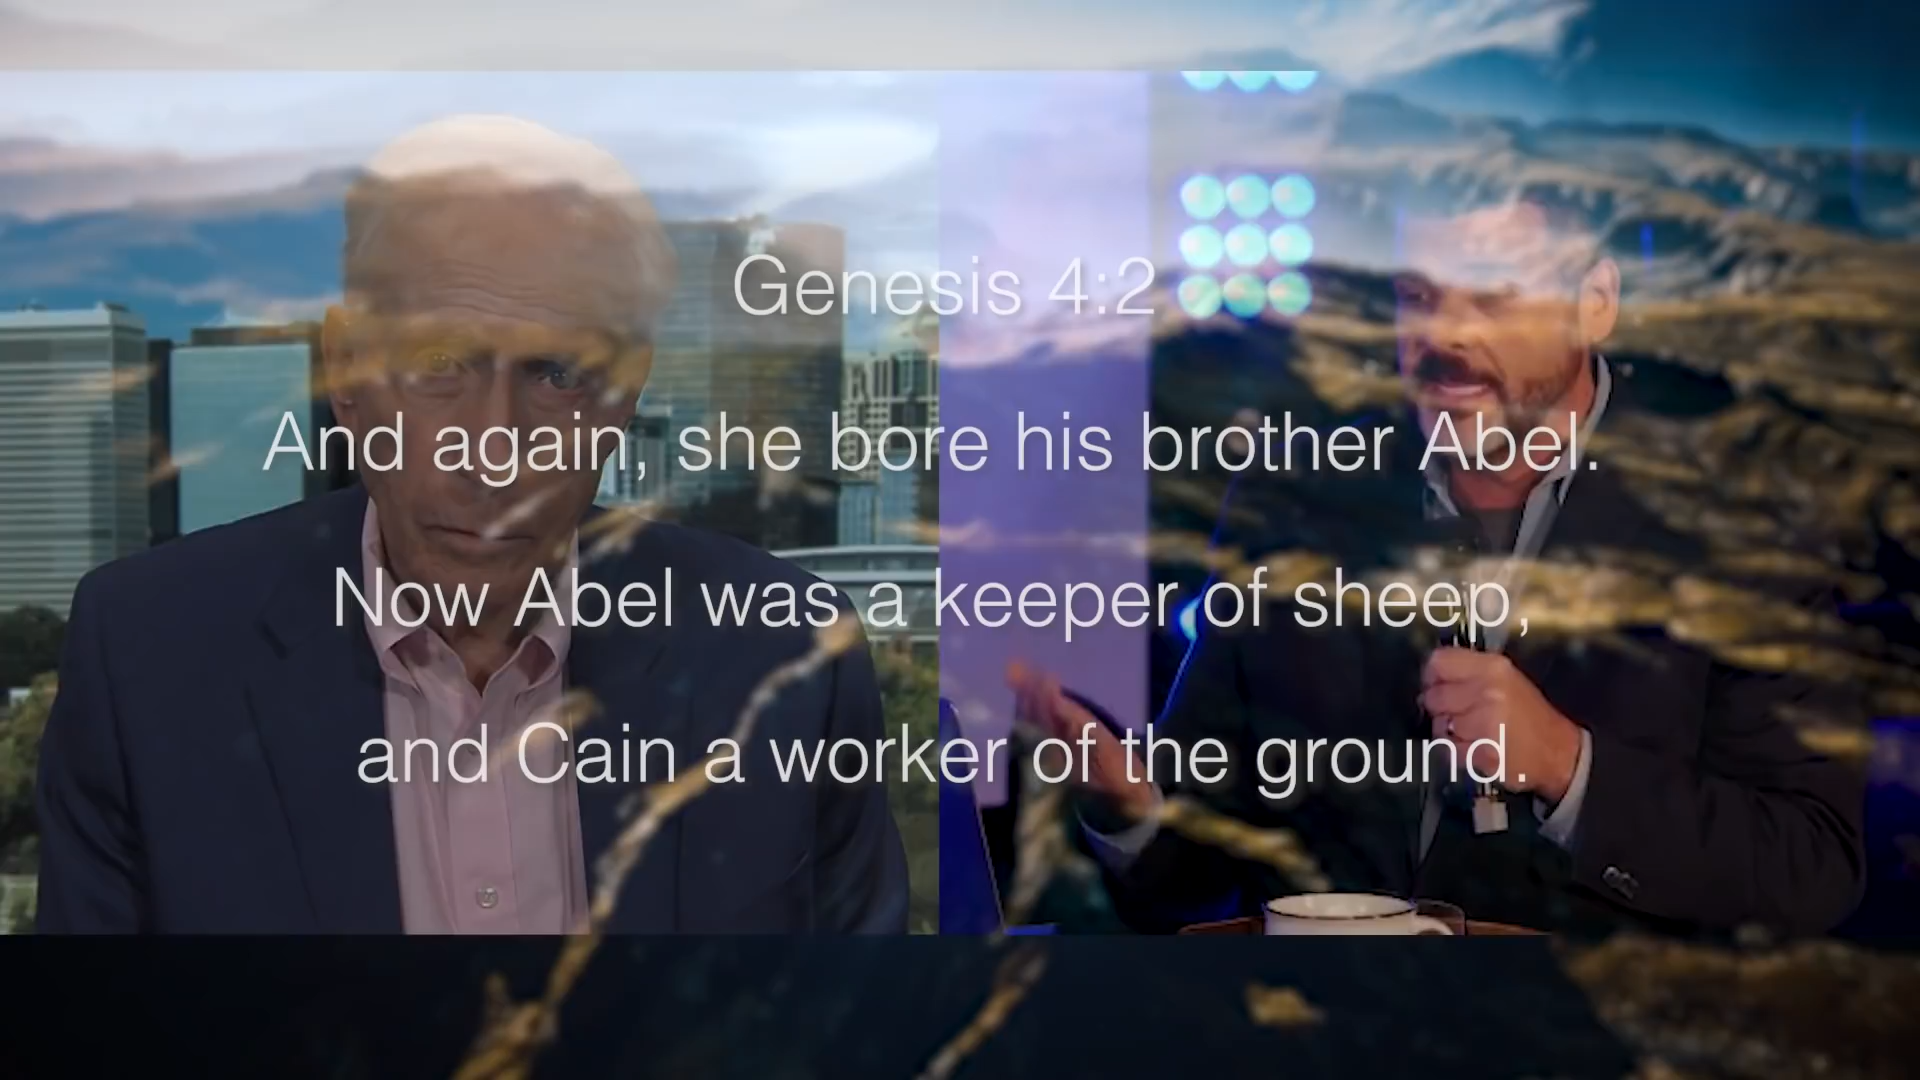 Genesis 4:2
And again, she bore his brother Abel.
Now Abel was a keeper of sheep,
and Cain a worker of the ground.